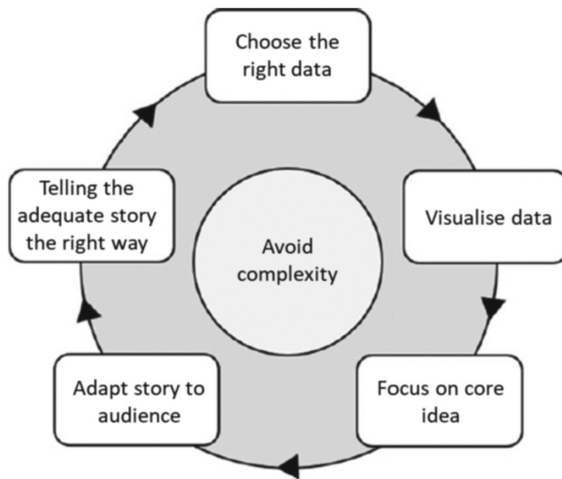 Choose the
right data
Visualise data
Focus on core
idea
Adapt story to
audience
Telling the
adequate story
the right way
Avoid
complexity